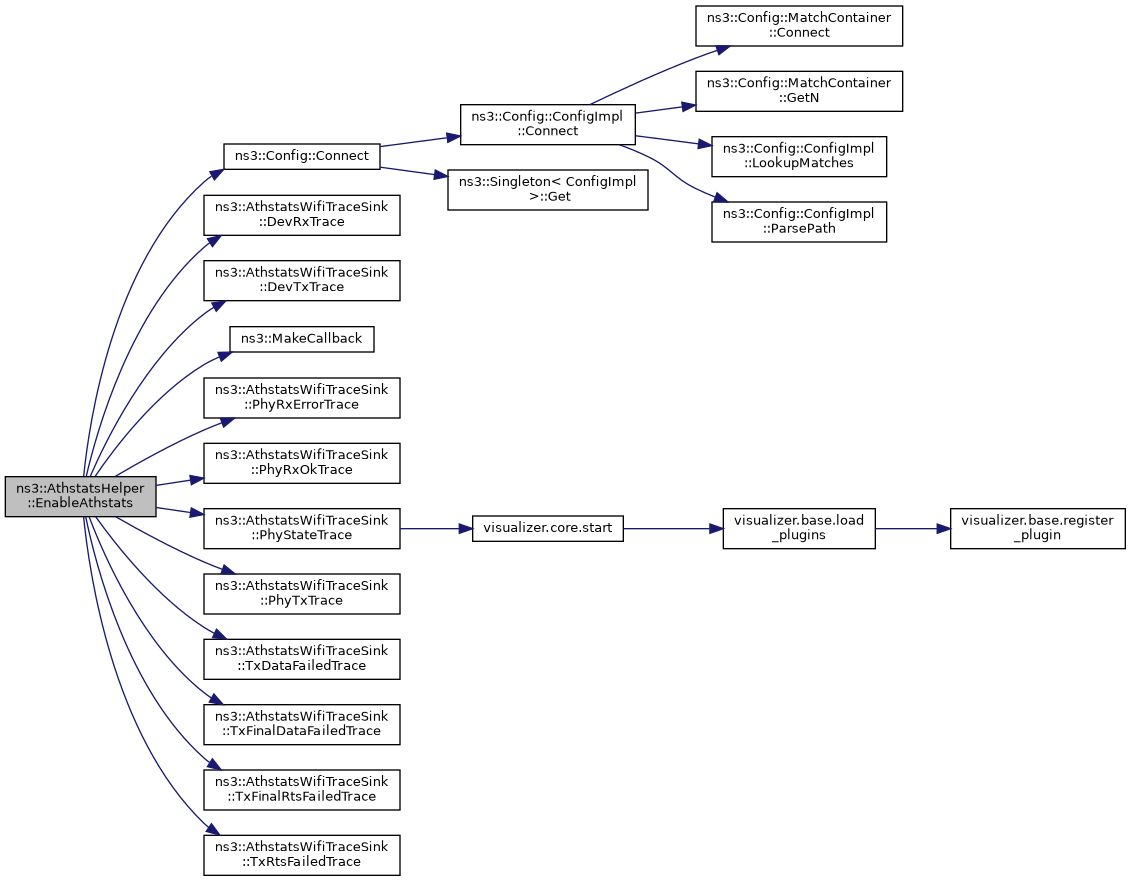 ns3::AthstatsHelper
::EnableAthstats
ns3::Config::Connect
ns3::Config::ConfigImpl
::Connect
ns3::Config::MatchContainer
::Connect
ns3::Config::MatchContainer
::GetN
ns3::Config::ConfigImpl
::LookupMatches
ns3::Config::ConfigImpl
::ParsePath
ns3::Singleton< ConfigImpl
>::Get
ns3::AthstatsWifiTraceSink
::DevRxTrace
ns3::AthstatsWifiTraceSink
::DevTxTrace
ns3::MakeCallback
ns3::AthstatsWifiTraceSink
::PhyRxErrorTrace
ns3::AthstatsWifiTraceSink
::PhyRxOkTrace
ns3::AthstatsWifiTraceSink
::PhyStateTrace
visualizer.core.start
visualizer.base.load
_plugins
visualizer.base.register
_plugin
ns3::AthstatsWifiTraceSink
::PhyTxTrace
ns3::AthstatsWifiTraceSink
::TxDataFailedTrace
ns3::AthstatsWifiTraceSink
::TxFinalDataFailedTrace
ns3::AthstatsWifiTraceSink
::TxFinalRtsFailedTrace
ns3::AthstatsWifiTraceSink
::TxRtsFailedTrace